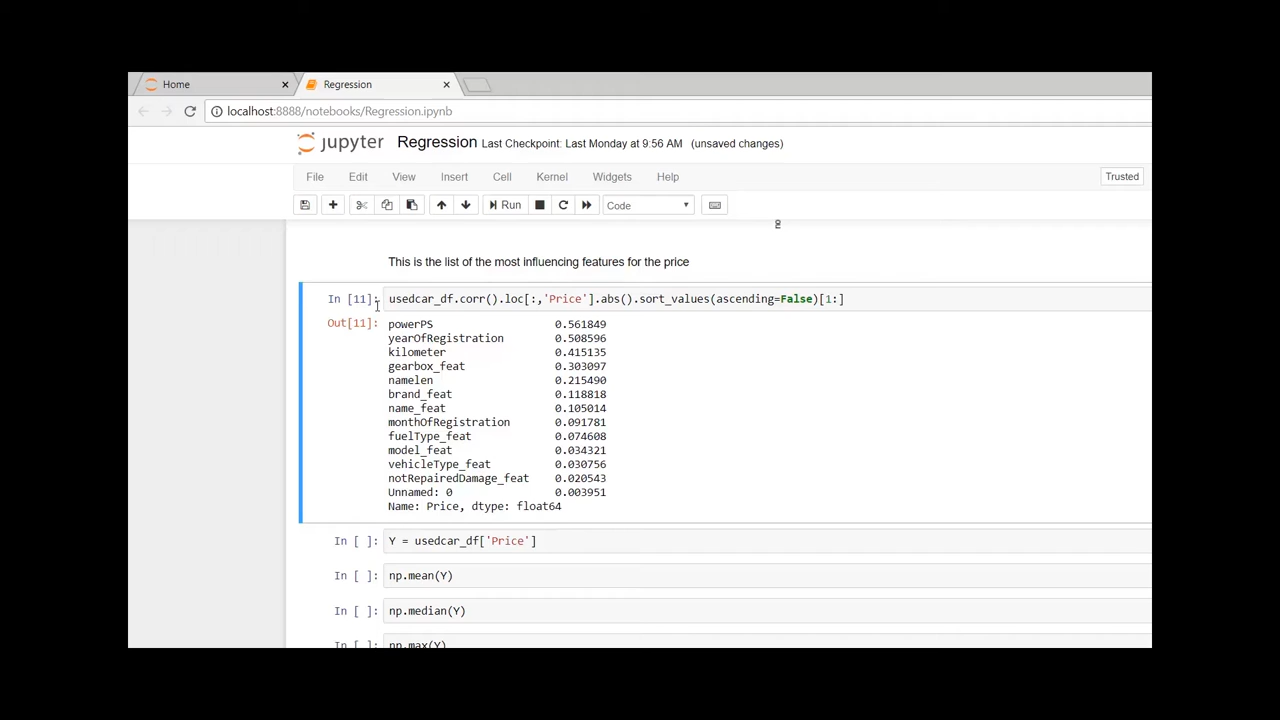 Home
Regression
localhost:8888/notebooks/Regression.ipynb
jupyter Regression Last Checkpoint: Last Monday at 9:56 AM (unsaved changes)
File Edit View Insert Cell Kernel Widgets Help Trusted
Run Code
This is the list of the most influencing features for the price
In [11]: usedcar_df.corr().loc[:,'Price'].abs().sort_values(ascending=False)[1:]
Out[11]: powerPS 0.561849
yearOfRegistration 0.508596
kilometer 0.415135
gearbox_feat 0.303097
namelen 0.215490
brand_feat 0.118818
name_feat 0.105014
monthOfRegistration 0.091781
fuelType_feat 0.074608
model_feat 0.034321
vehicleType_feat 0.030756
notRepairedDamage_feat 0.020543
Unnamed: 0 0.003951
Name: Price, dtype: float64
In [ ]: Y = usedcar_df['Price']
In [ ]: np.mean(Y)
In [ ]: np.median(Y)
In [ ]: np.max(Y)